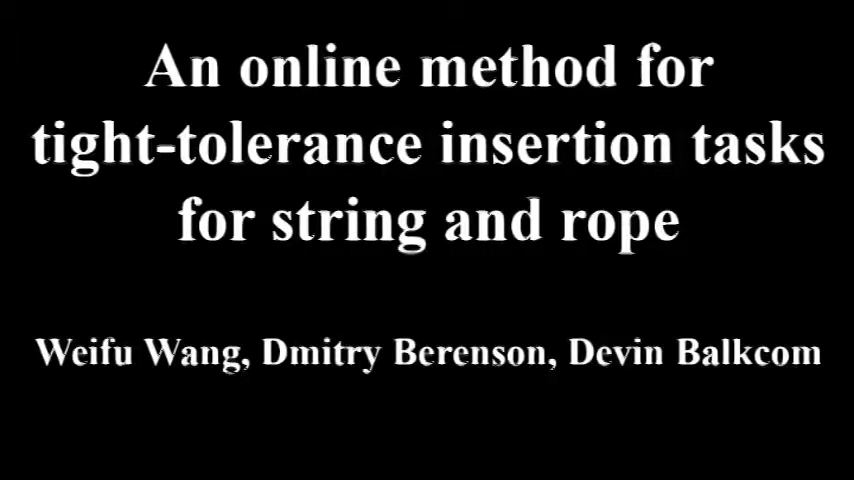 An online method for
tight-tolerance insertion tasks
for string and rope
Weifu Wang, Dmitry Berenson, Devin Balkcom